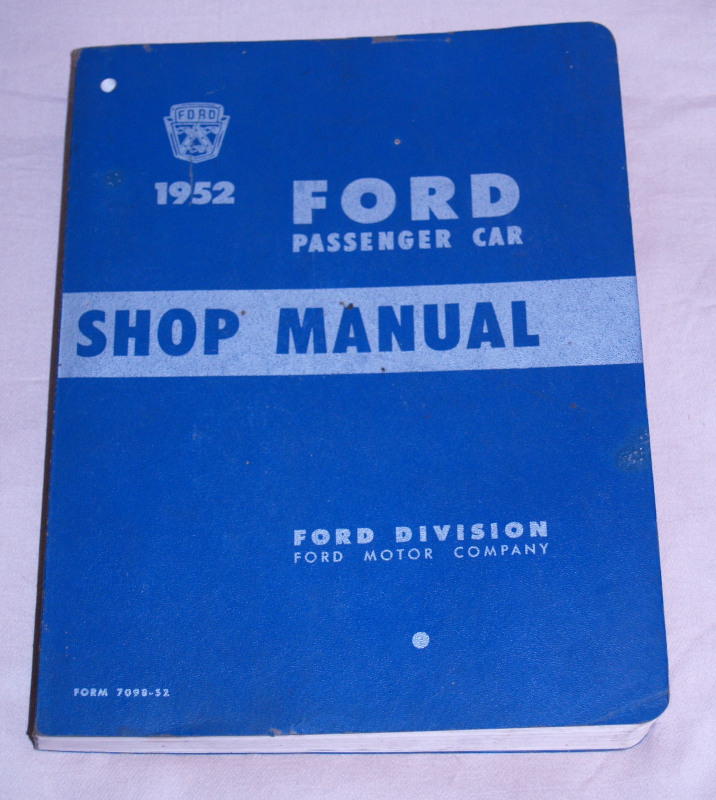 FORD
1952
FORD
PASSENGER CAR
SHOP MANUAL
FORD DIVISION
FORD MOTOR COMPANY
FORM 7098-52